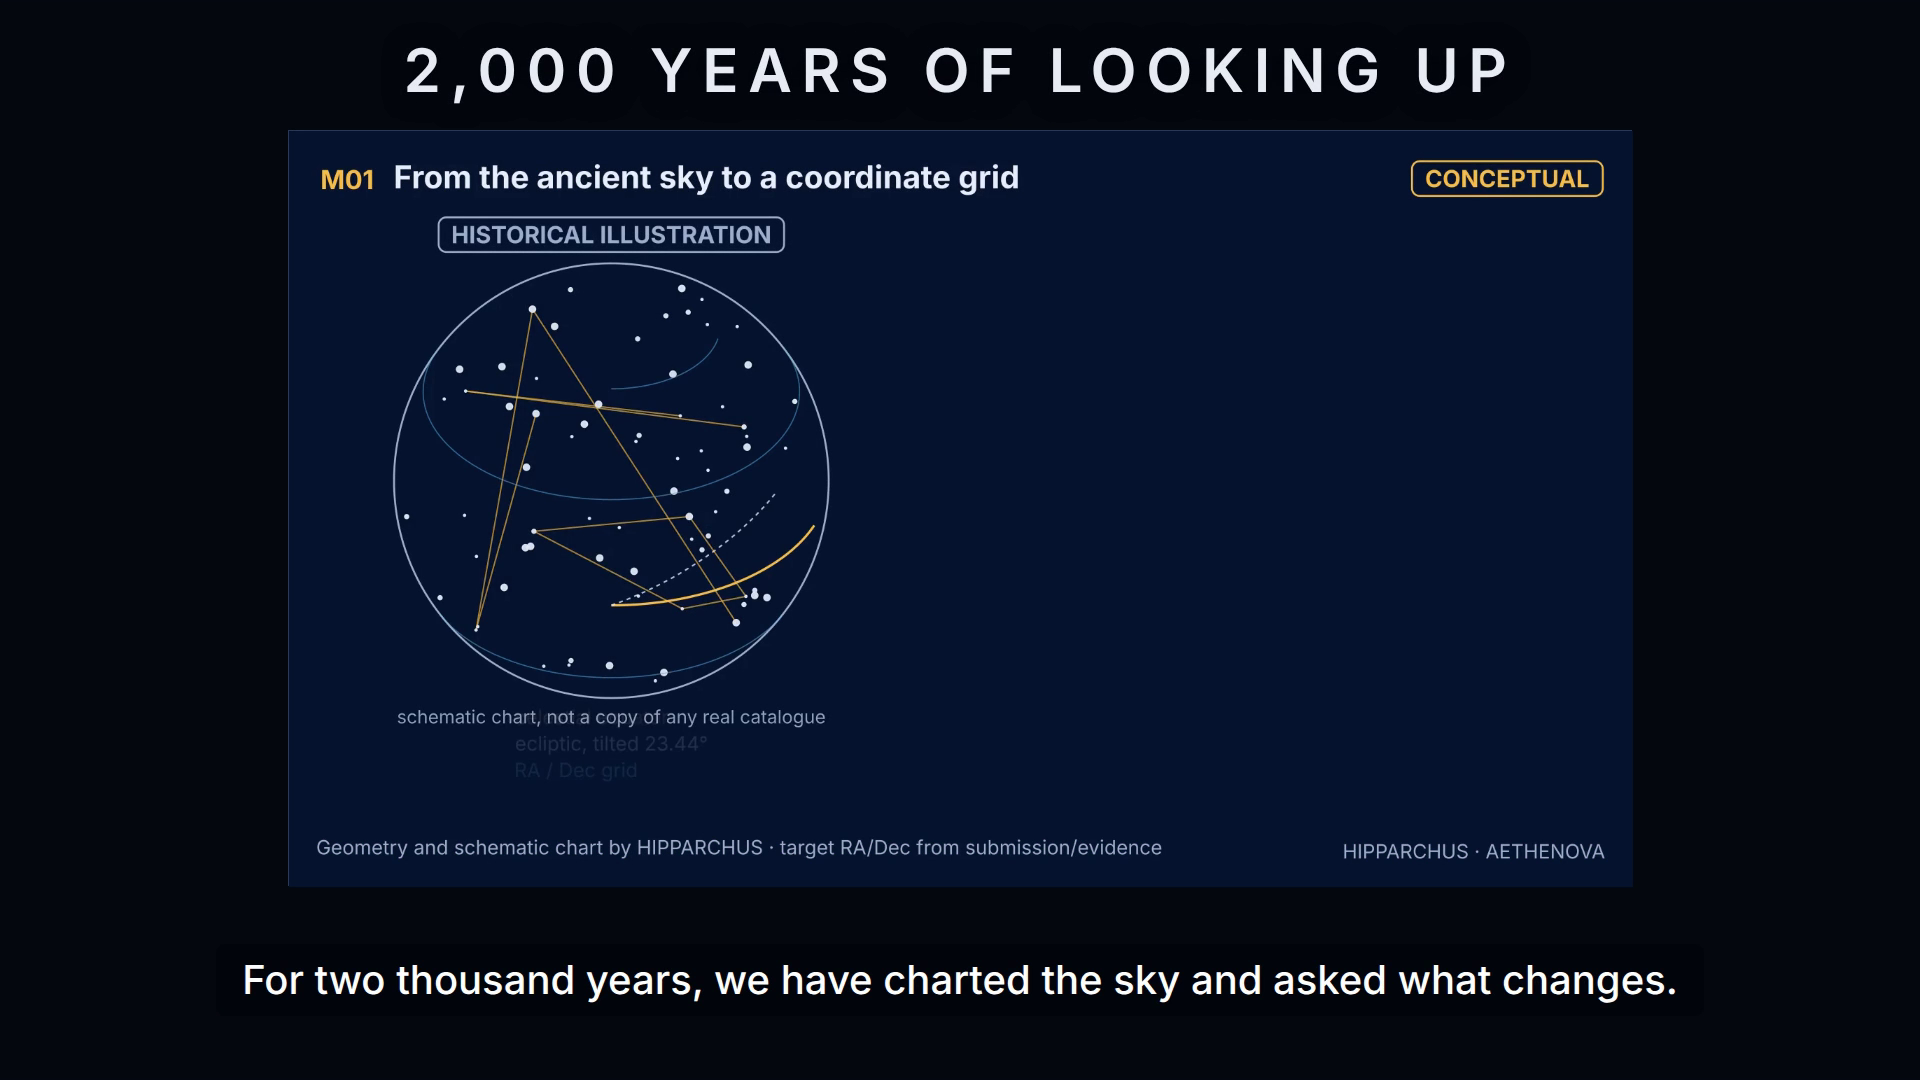 2,000 YEARS OF LOOKING UP
M01 From the ancient sky to a coordinate grid
CONCEPTUAL
HISTORICAL ILLUSTRATION
schematic chart, not a copy of any real catalogue
ecliptic, tilted 23.44°
RA / Dec grid
Geometry and schematic chart by HIPPARCHUS · target RA/Dec from submission/evidence
HIPPARCHUS · AETHENOVA
For two thousand years, we have charted the sky and asked what changes.